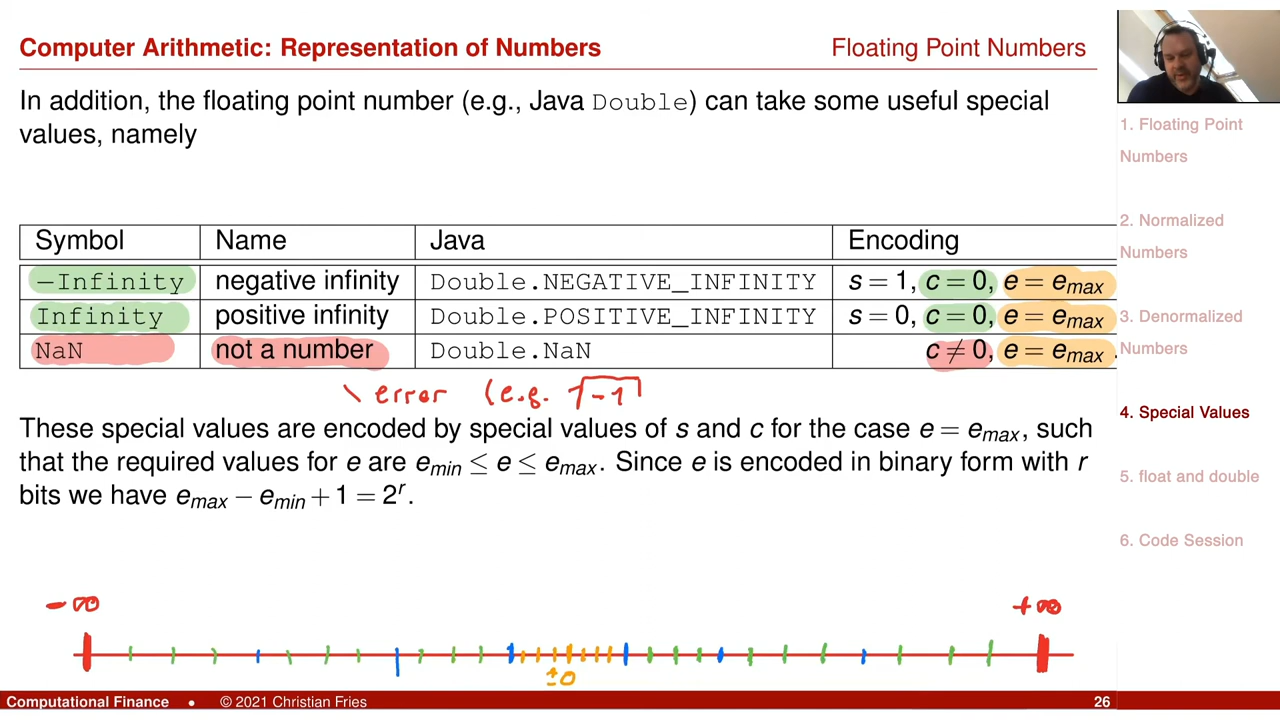 Computer Arithmetic: Representation of Numbers Floating Point Numbers
In addition, the floating point number (e.g., Java Double) can take some useful special
values, namely
Symbol Name Java Encoding
−Infinity negative infinity Double.NEGATIVE_INFINITY s = 1, c = 0, e = emax
Infinity positive infinity Double.POSITIVE_INFINITY s = 0, c = 0, e = emax
NaN not a number Double.NaN c ≠ 0, e = emax.
error (e.g. √-1
These special values are encoded by special values of s and c for the case e = emax, such
that the required values for e are emin ≤ e ≤ emax. Since e is encoded in binary form with r
bits we have emax − emin + 1 = 2^r.
-∞ +∞
±0
1. Floating Point
Numbers
2. Normalized
Numbers
3. Denormalized
Numbers
4. Special Values
5. float and double
6. Code Session
Computational Finance • © 2021 Christian Fries 26